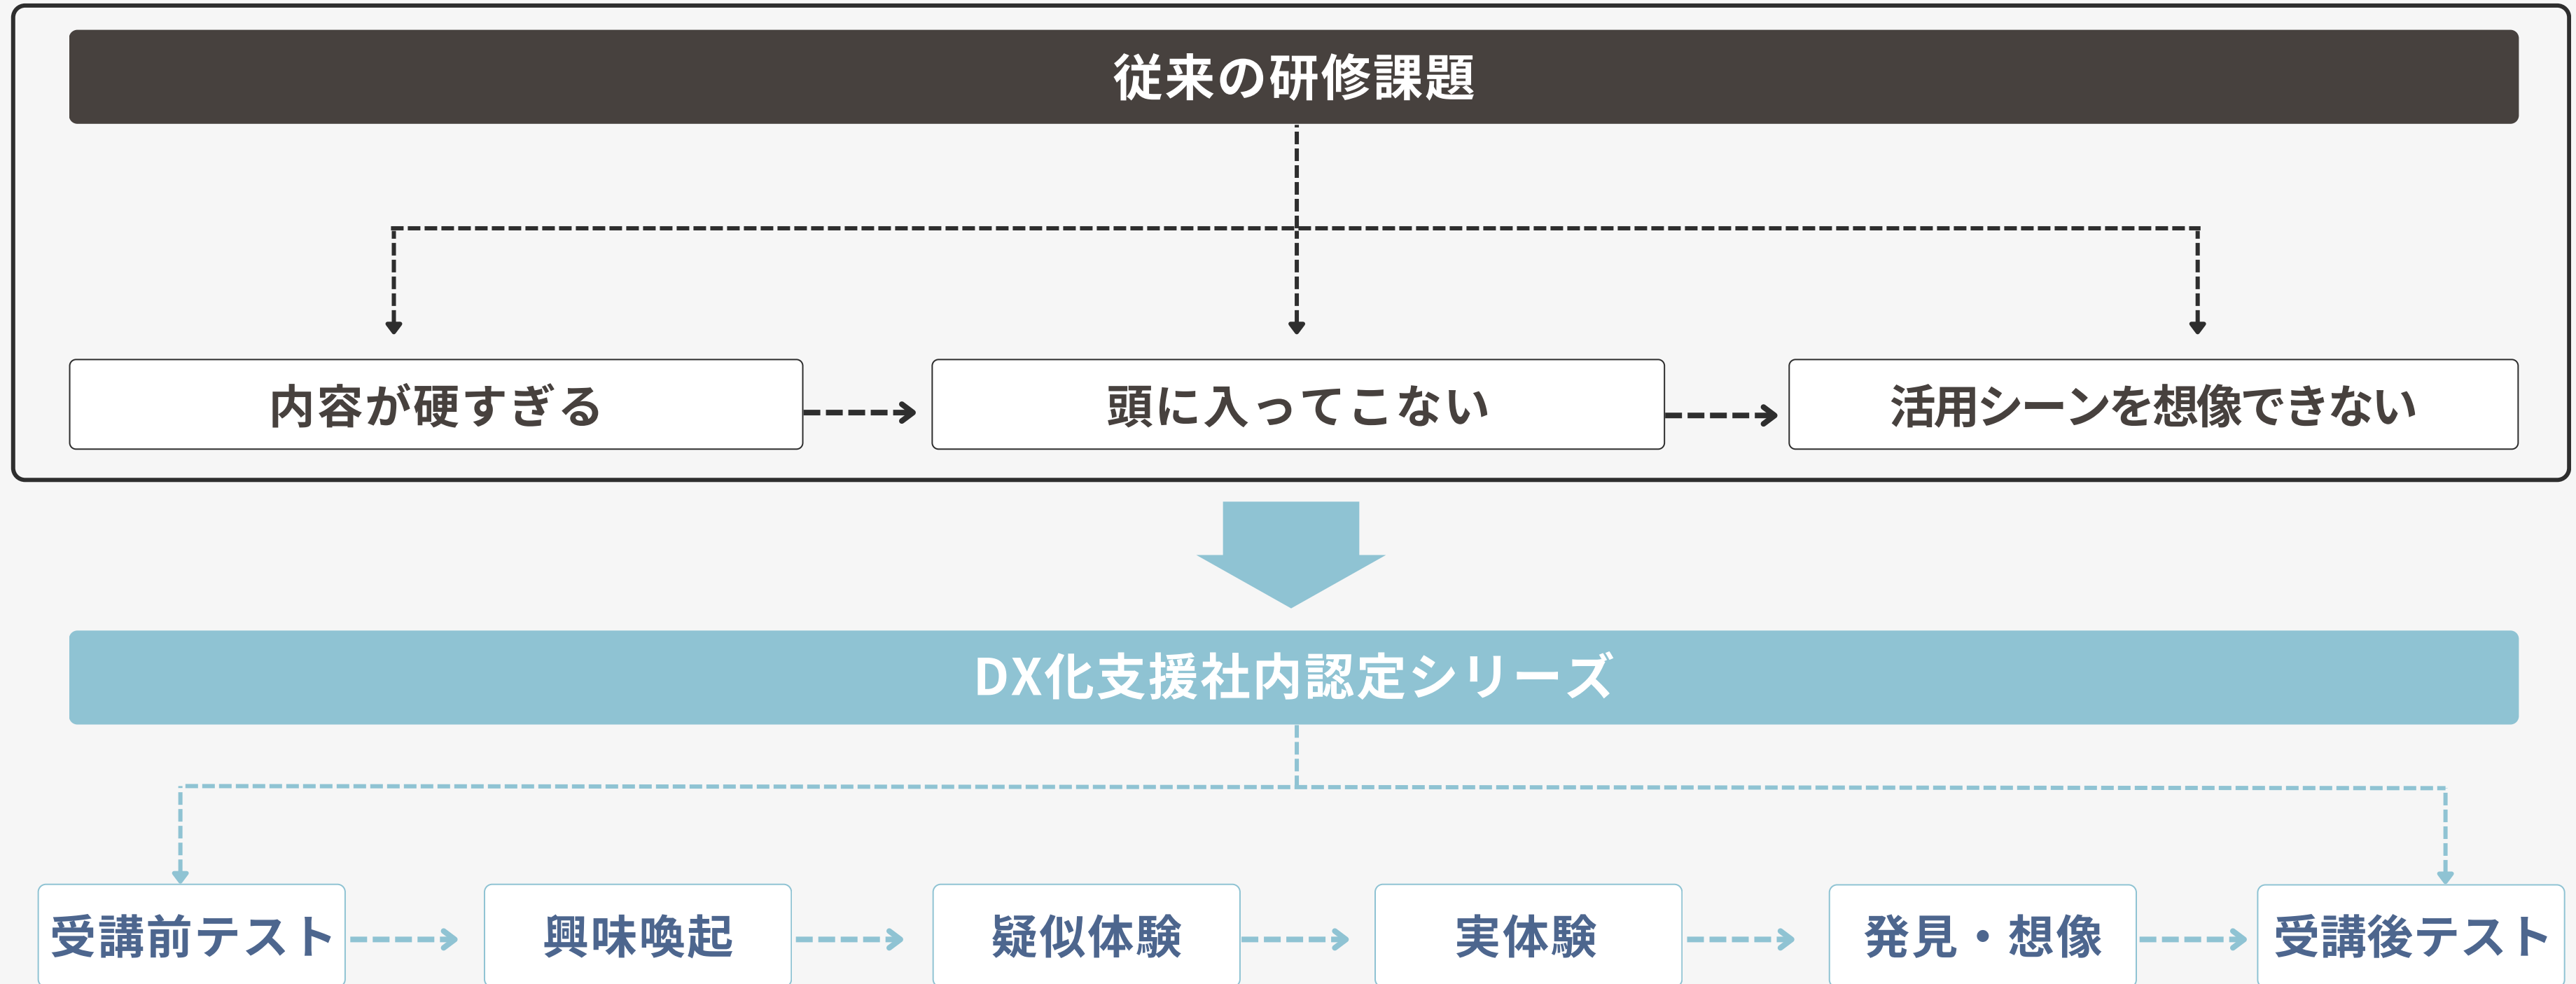 従来の研修課題
内容が硬すぎる
頭に入ってこない
活用シーンを想像できない
DX化支援社内認定シリーズ
受講前テスト
興味喚起
疑似体験
実体験
発見・想像
受講後テスト